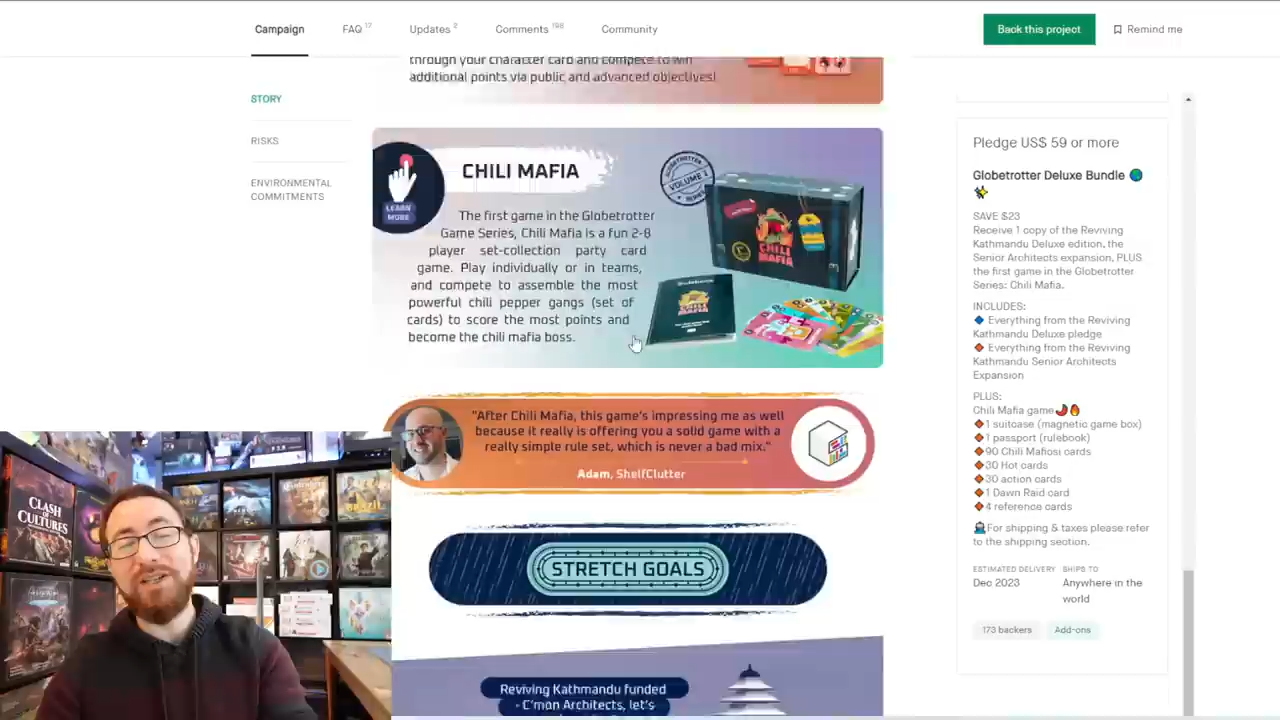 Campaign
FAQ 17
Updates 2
Comments 198
Community
Back this project
Remind me
through your character card and compete to win
additional points via public and advanced objectives!
STORY
RISKS
ENVIRONMENTAL
COMMITMENTS
LEARN
MORE
CHILI MAFIA
The first game in the Globetrotter
Game Series, Chili Mafia is a fun 2-8
player set-collection party card
game. Play individually or in teams,
and compete to assemble the most
powerful chili pepper gangs (set of
cards) to score the most points and
become the chili mafia boss.
GLOBETROTTER
VOLUME 1
SERIES
CHILI
MAFIA
"After Chili Mafia, this game's impressing me as well
because it really is offering you a solid game with a
really simple rule set, which is never a bad mix."
Adam, ShelfClutter
STRETCH GOALS
Reviving Kathmandu funded
- C'mon Architects, let's
Pledge US$ 59 or more
Globetrotter Deluxe Bundle
SAVE $23
Receive 1 copy of the Reviving
Kathmandu Deluxe edition, the
Senior Architects expansion, PLUS
the first game in the Globetrotter
Series: Chili Mafia.
INCLUDES:
Everything from the Reviving
Kathmandu Deluxe pledge
Everything from the Reviving
Kathmandu Senior Architects
Expansion
PLUS:
Chili Mafia game
1 suitcase (magnetic game box)
1 passport (rulebook)
90 Chili Mafiosi cards
30 Hot cards
30 action cards
1 Dawn Raid card
4 reference cards
For shipping & taxes please refer
to the shipping section.
ESTIMATED DELIVERY
Dec 2023
SHIPS TO
Anywhere in the
world
173 backers
Add-ons
CLASH
OF
CULTURES
BRAZIL